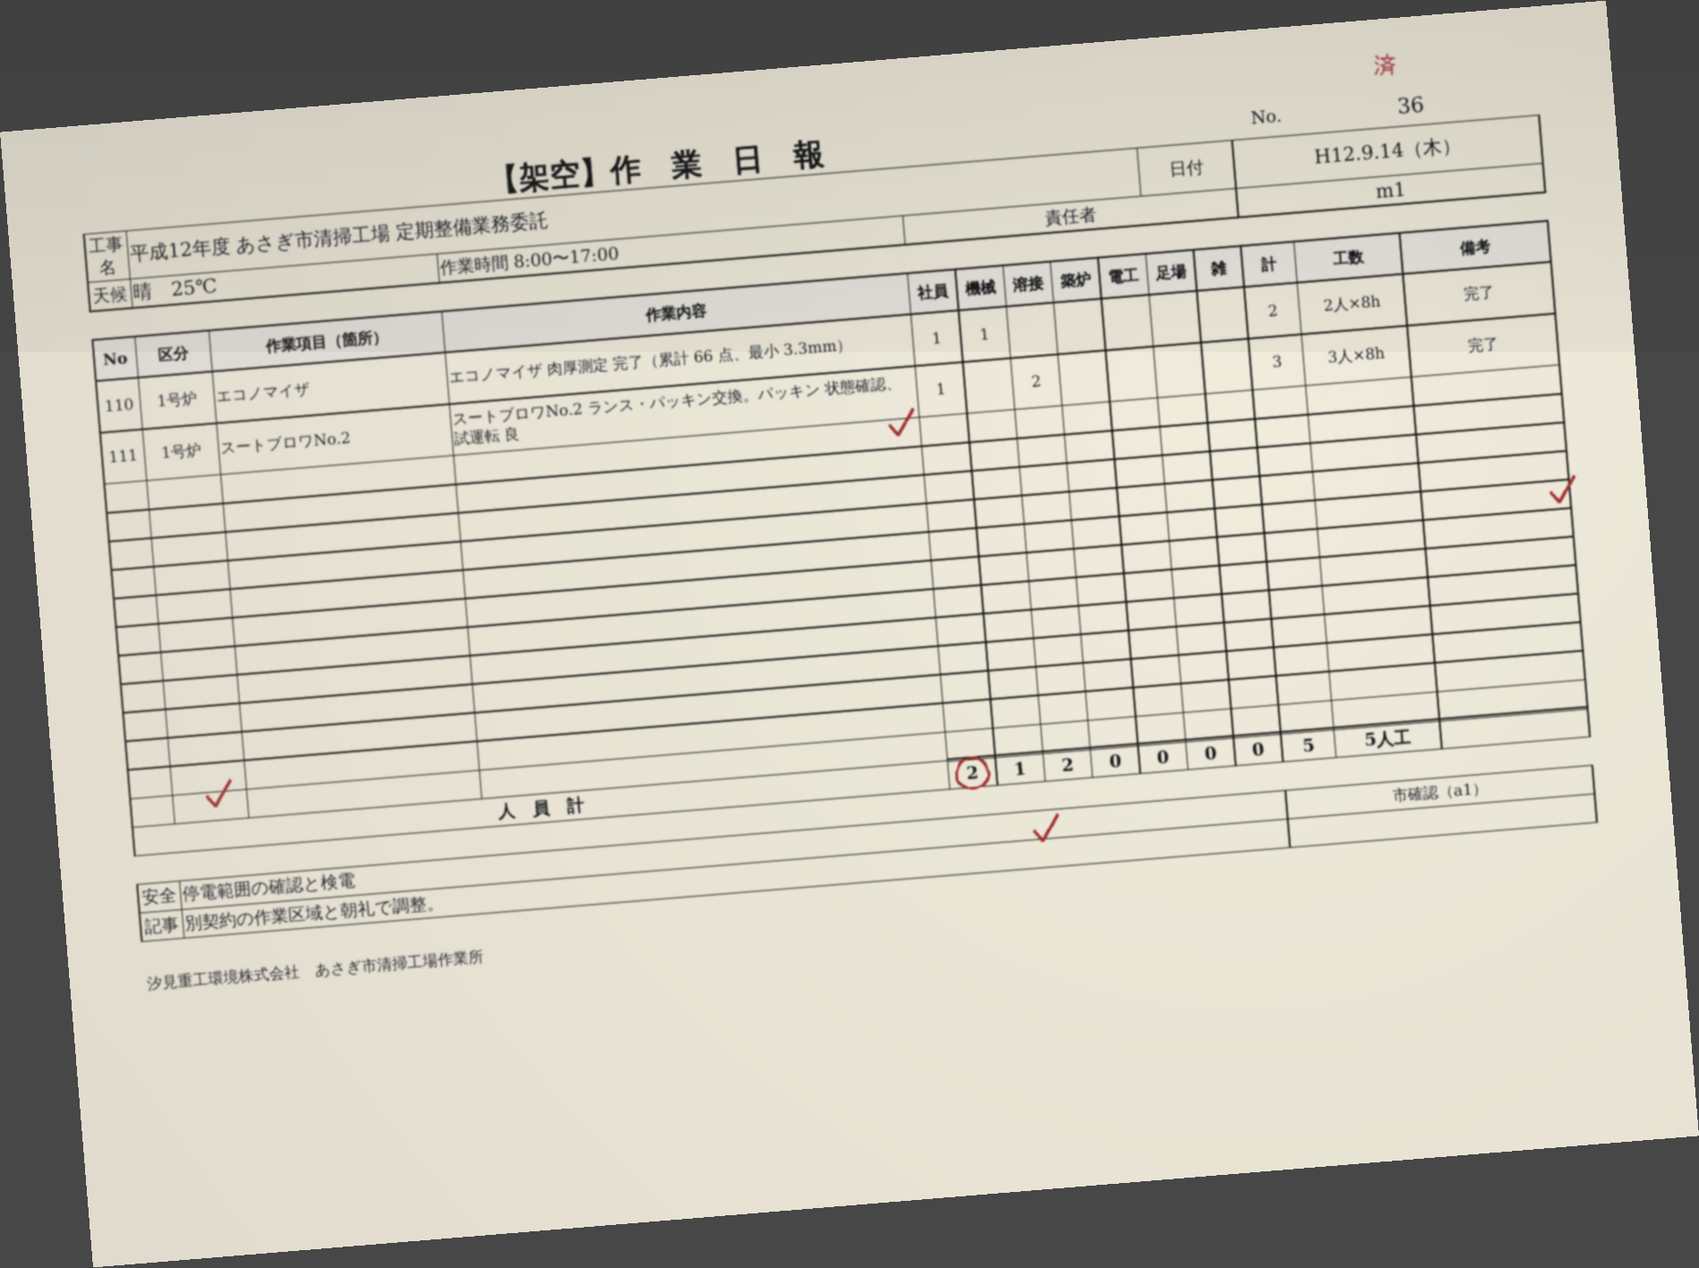 済
No. 36
【架空】作 業 日 報
工事名 平成12年度 あさぎ市清掃工場 定期整備業務委託 日付 H12.9.14（木）
天候 晴 25℃ 作業時間 8:00〜17:00 責任者 m1
No 区分 作業項目（箇所） 作業内容 社員 機械 溶接 築炉 電工 足場 雑 計 工数 備考
110 1号炉 エコノマイザ エコノマイザ 肉厚測定 完了（累計 66 点、最小 3.3mm） 1 1 2 2人×8h 完了
111 1号炉 スートブロワNo.2 スートブロワNo.2 ランス・パッキン交換。パッキン 状態確認、 1 2 3 3人×8h 完了
試運転 良
人 員 計 2 1 2 0 0 0 0 5 5人工
安全 停電範囲の確認と検電 市確認（a1）
記事 別契約の作業区域と朝礼で調整。
汐見重工環境株式会社 あさぎ市清掃工場作業所